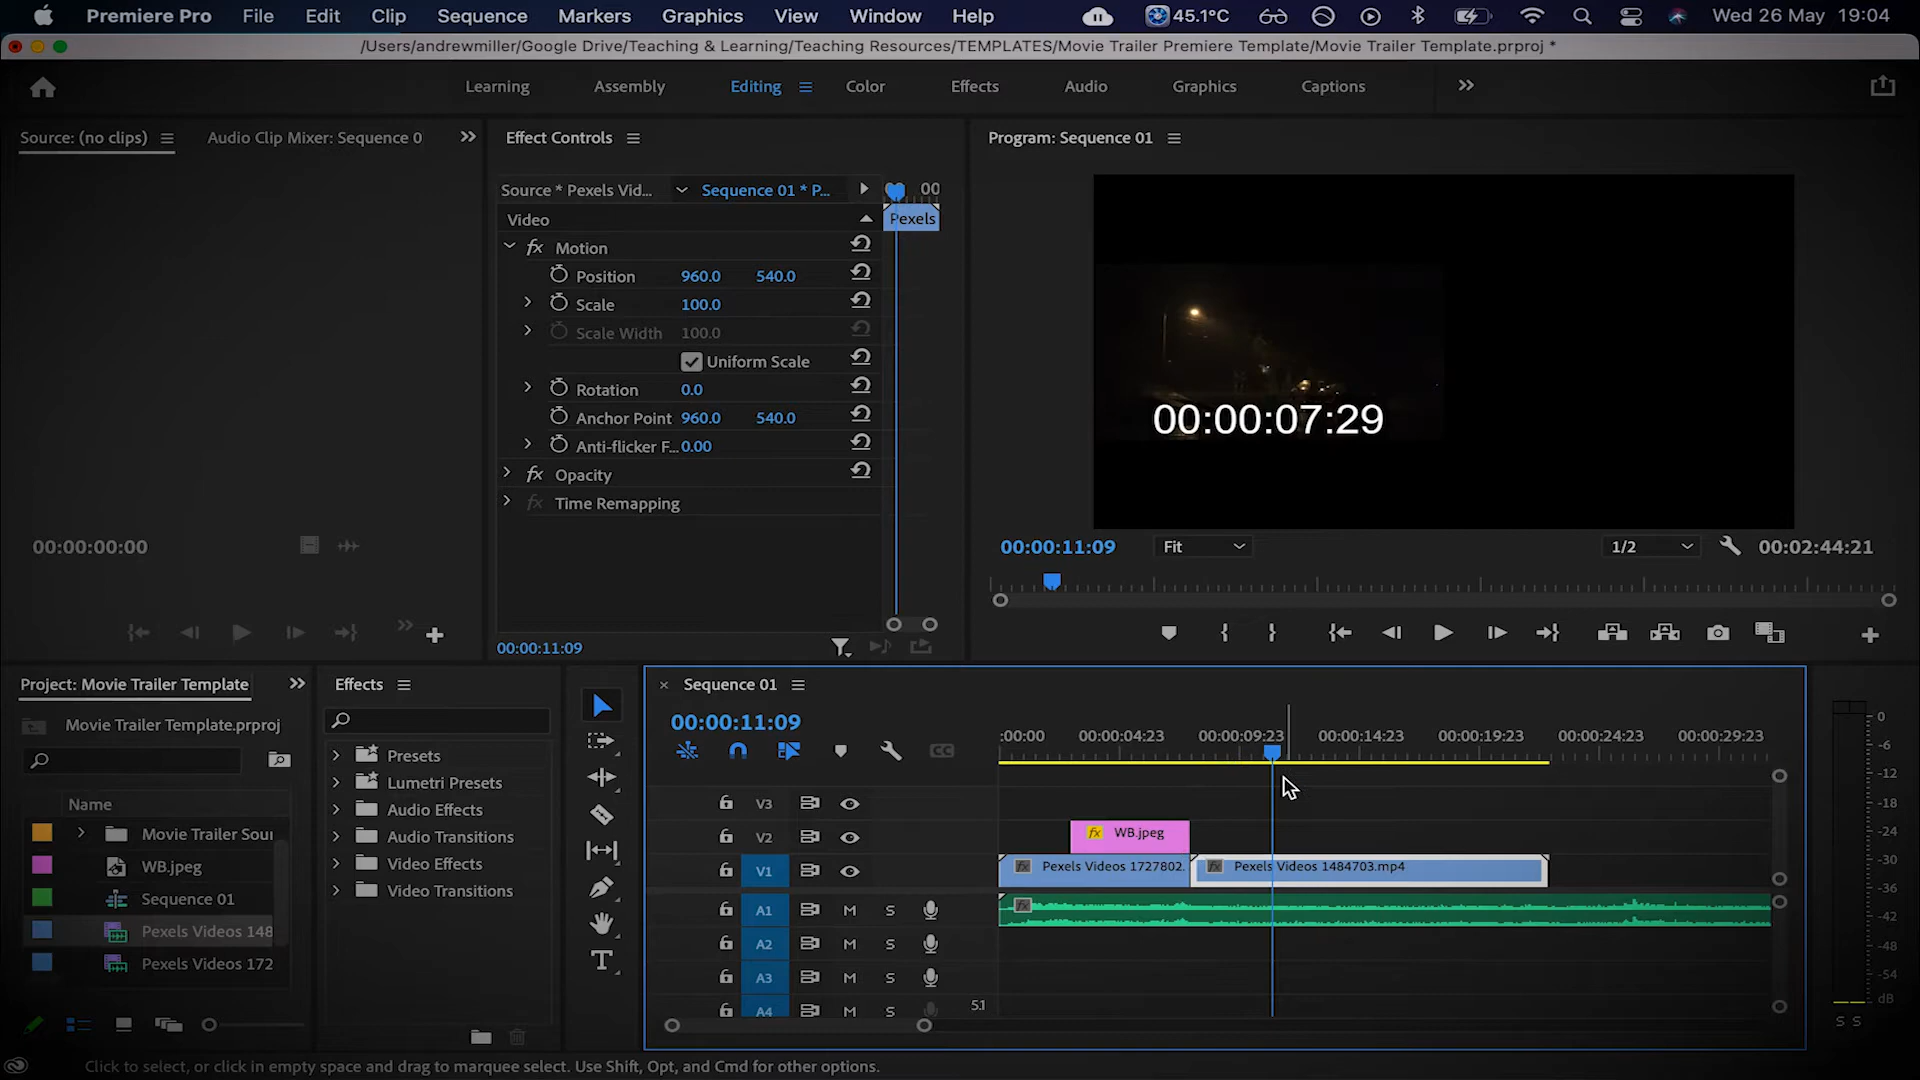 Premiere Pro File Edit Clip Sequence Markers Graphics View Window Help 45.1°C Wed 26 May 19:04
/Users/andrewmiller/Google Drive/Teaching & Learning/Teaching Resources/TEMPLATES/Movie Trailer Premiere Template/Movie Trailer Template.prproj *
Learning Assembly Editing Color Effects Audio Graphics Captions
Source: (no clips) Audio Clip Mixer: Sequence 0
Effect Controls
Program: Sequence 01
Source * Pexels Vid... Sequence 01 * P... 00
Video
Pexels
Motion
Position 960.0 540.0
Scale 100.0
Scale Width 100.0
Uniform Scale
Rotation 0.0
Anchor Point 960.0 540.0
Anti-flicker F... 0.00
Opacity
Time Remapping
00:00:11:09
00:00:07:29
00:00:00:00
00:00:11:09 Fit 1/2 00:02:44:21
Project: Movie Trailer Template
Movie Trailer Template.prproj
Name
Movie Trailer Sour
WB.jpeg
Sequence 01
Pexels Videos 148
Pexels Videos 172
Effects
Presets
Lumetri Presets
Audio Effects
Audio Transitions
Video Effects
Video Transitions
T
× Sequence 01
00:00:11:09
CC
:00:00 00:00:04:23 00:00:09:23 00:00:14:23 00:00:19:23 00:00:24:23 00:00:29:23
V3
V2 fx WB.jpeg
V1 fx Pexels Videos 1727802. fx Pexels Videos 1484703.mp4
A1 M S fx
A2 M S
A3 M S
A4 M S 5.1
0
-6
-12
-18
-24
-30
-36
-42
-48
-54
dB
S S
Click to select, or click in empty space and drag to marquee select. Use Shift, Opt, and Cmd for other options.